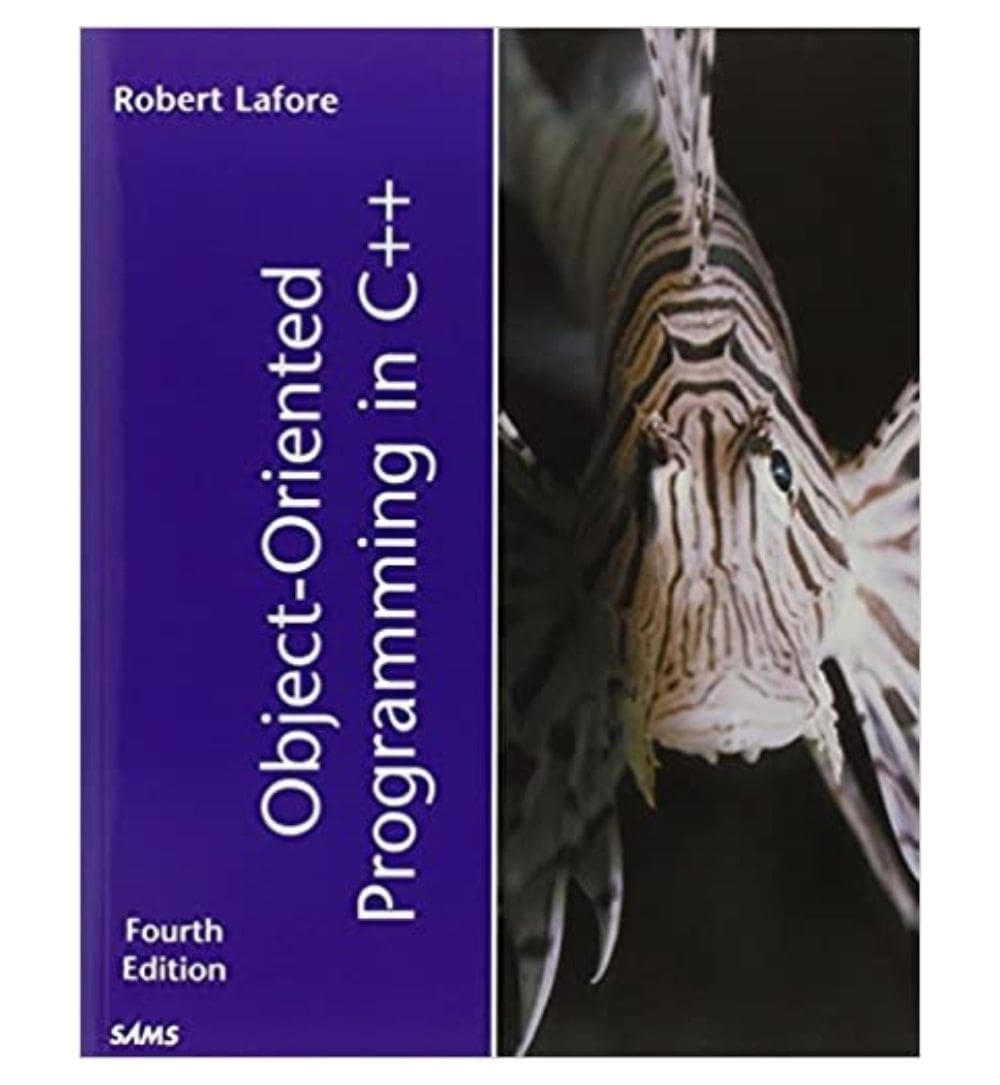 Robert Lafore
Object-Oriented
Programming in C++
Fourth
Edition
SAMS